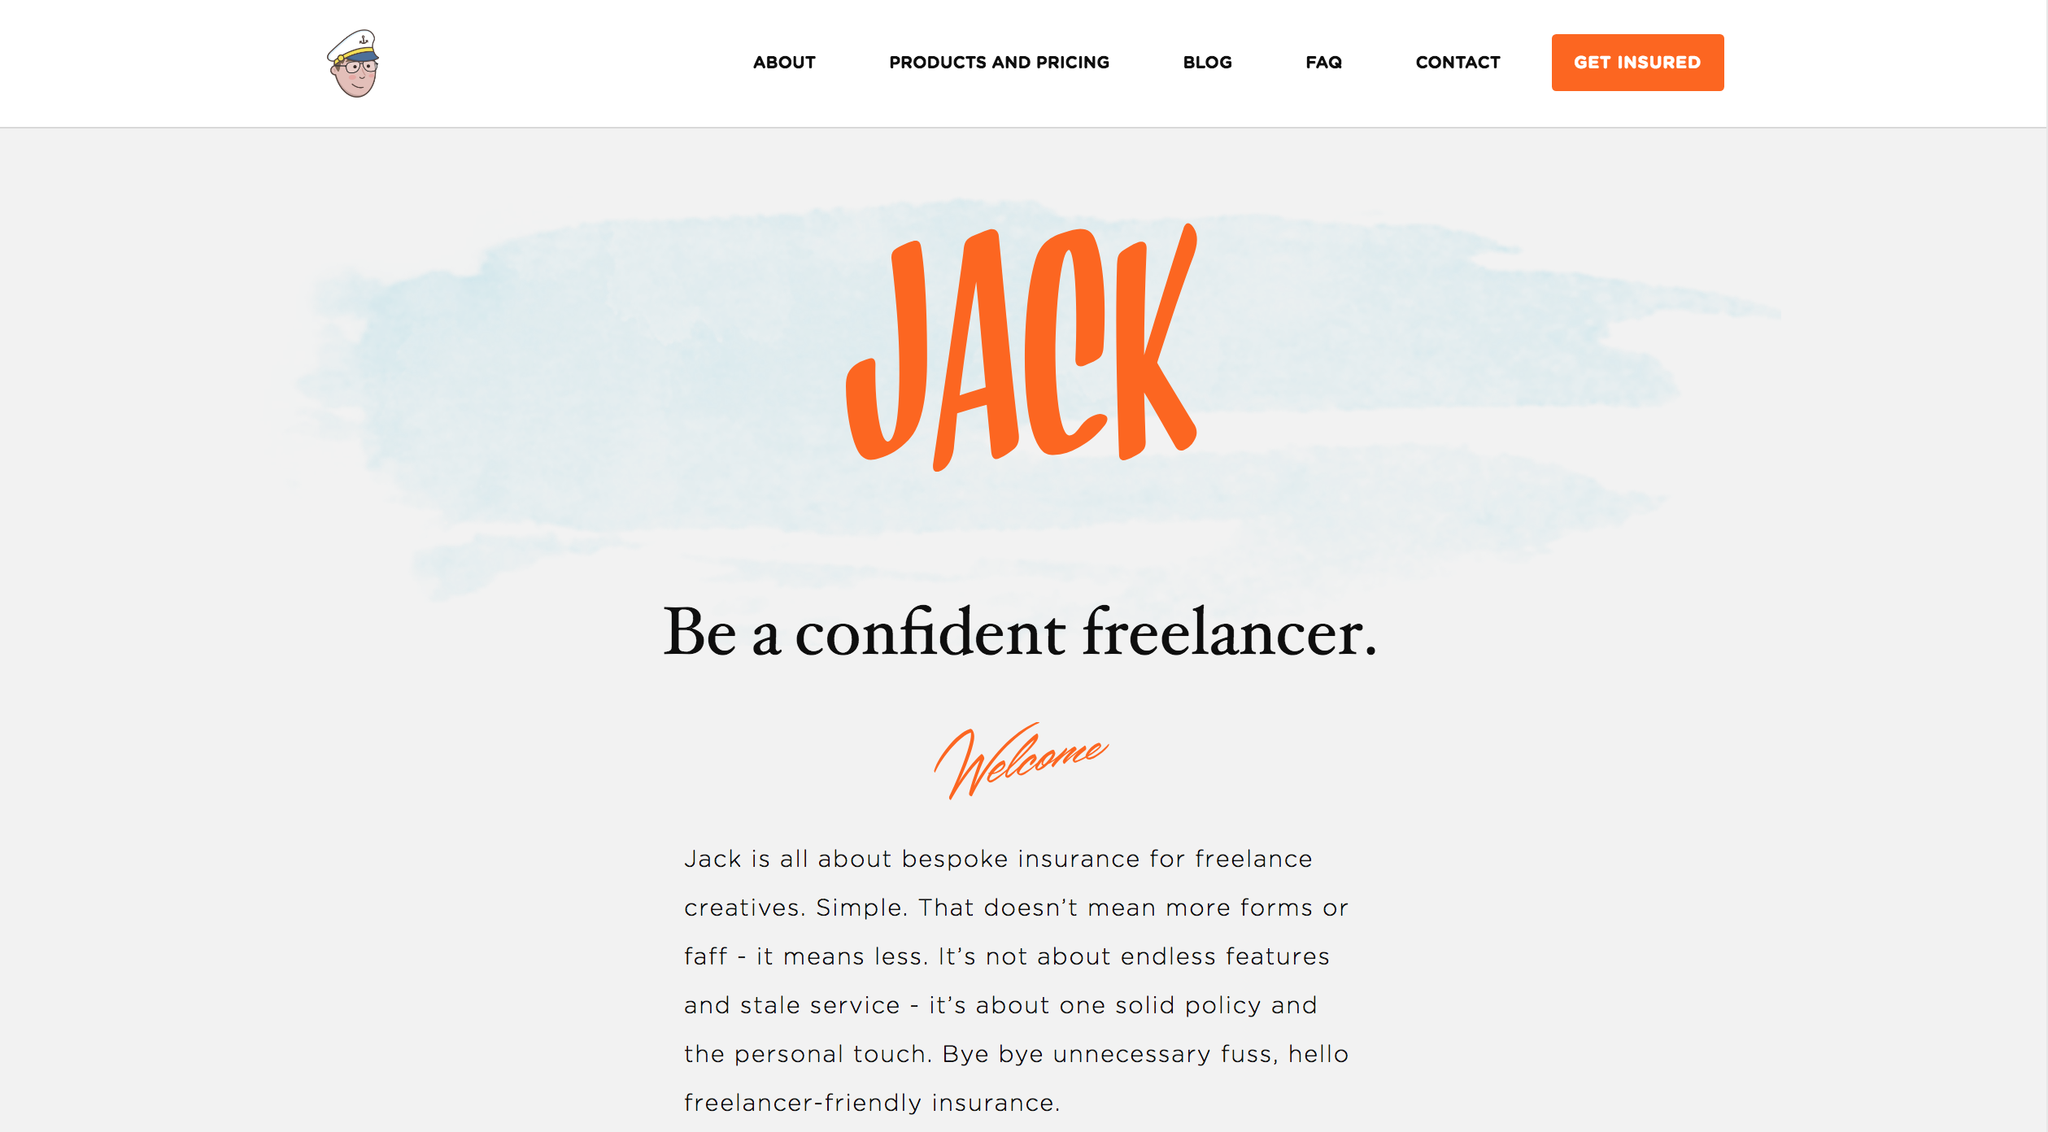 ABOUT PRODUCTS AND PRICING BLOG FAQ CONTACT GET INSURED
JACK
Be a confident freelancer.
Welcome
Jack is all about bespoke insurance for freelance
creatives. Simple. That doesn’t mean more forms or
faff - it means less. It’s not about endless features
and stale service - it’s about one solid policy and
the personal touch. Bye bye unnecessary fuss, hello
freelancer-friendly insurance.